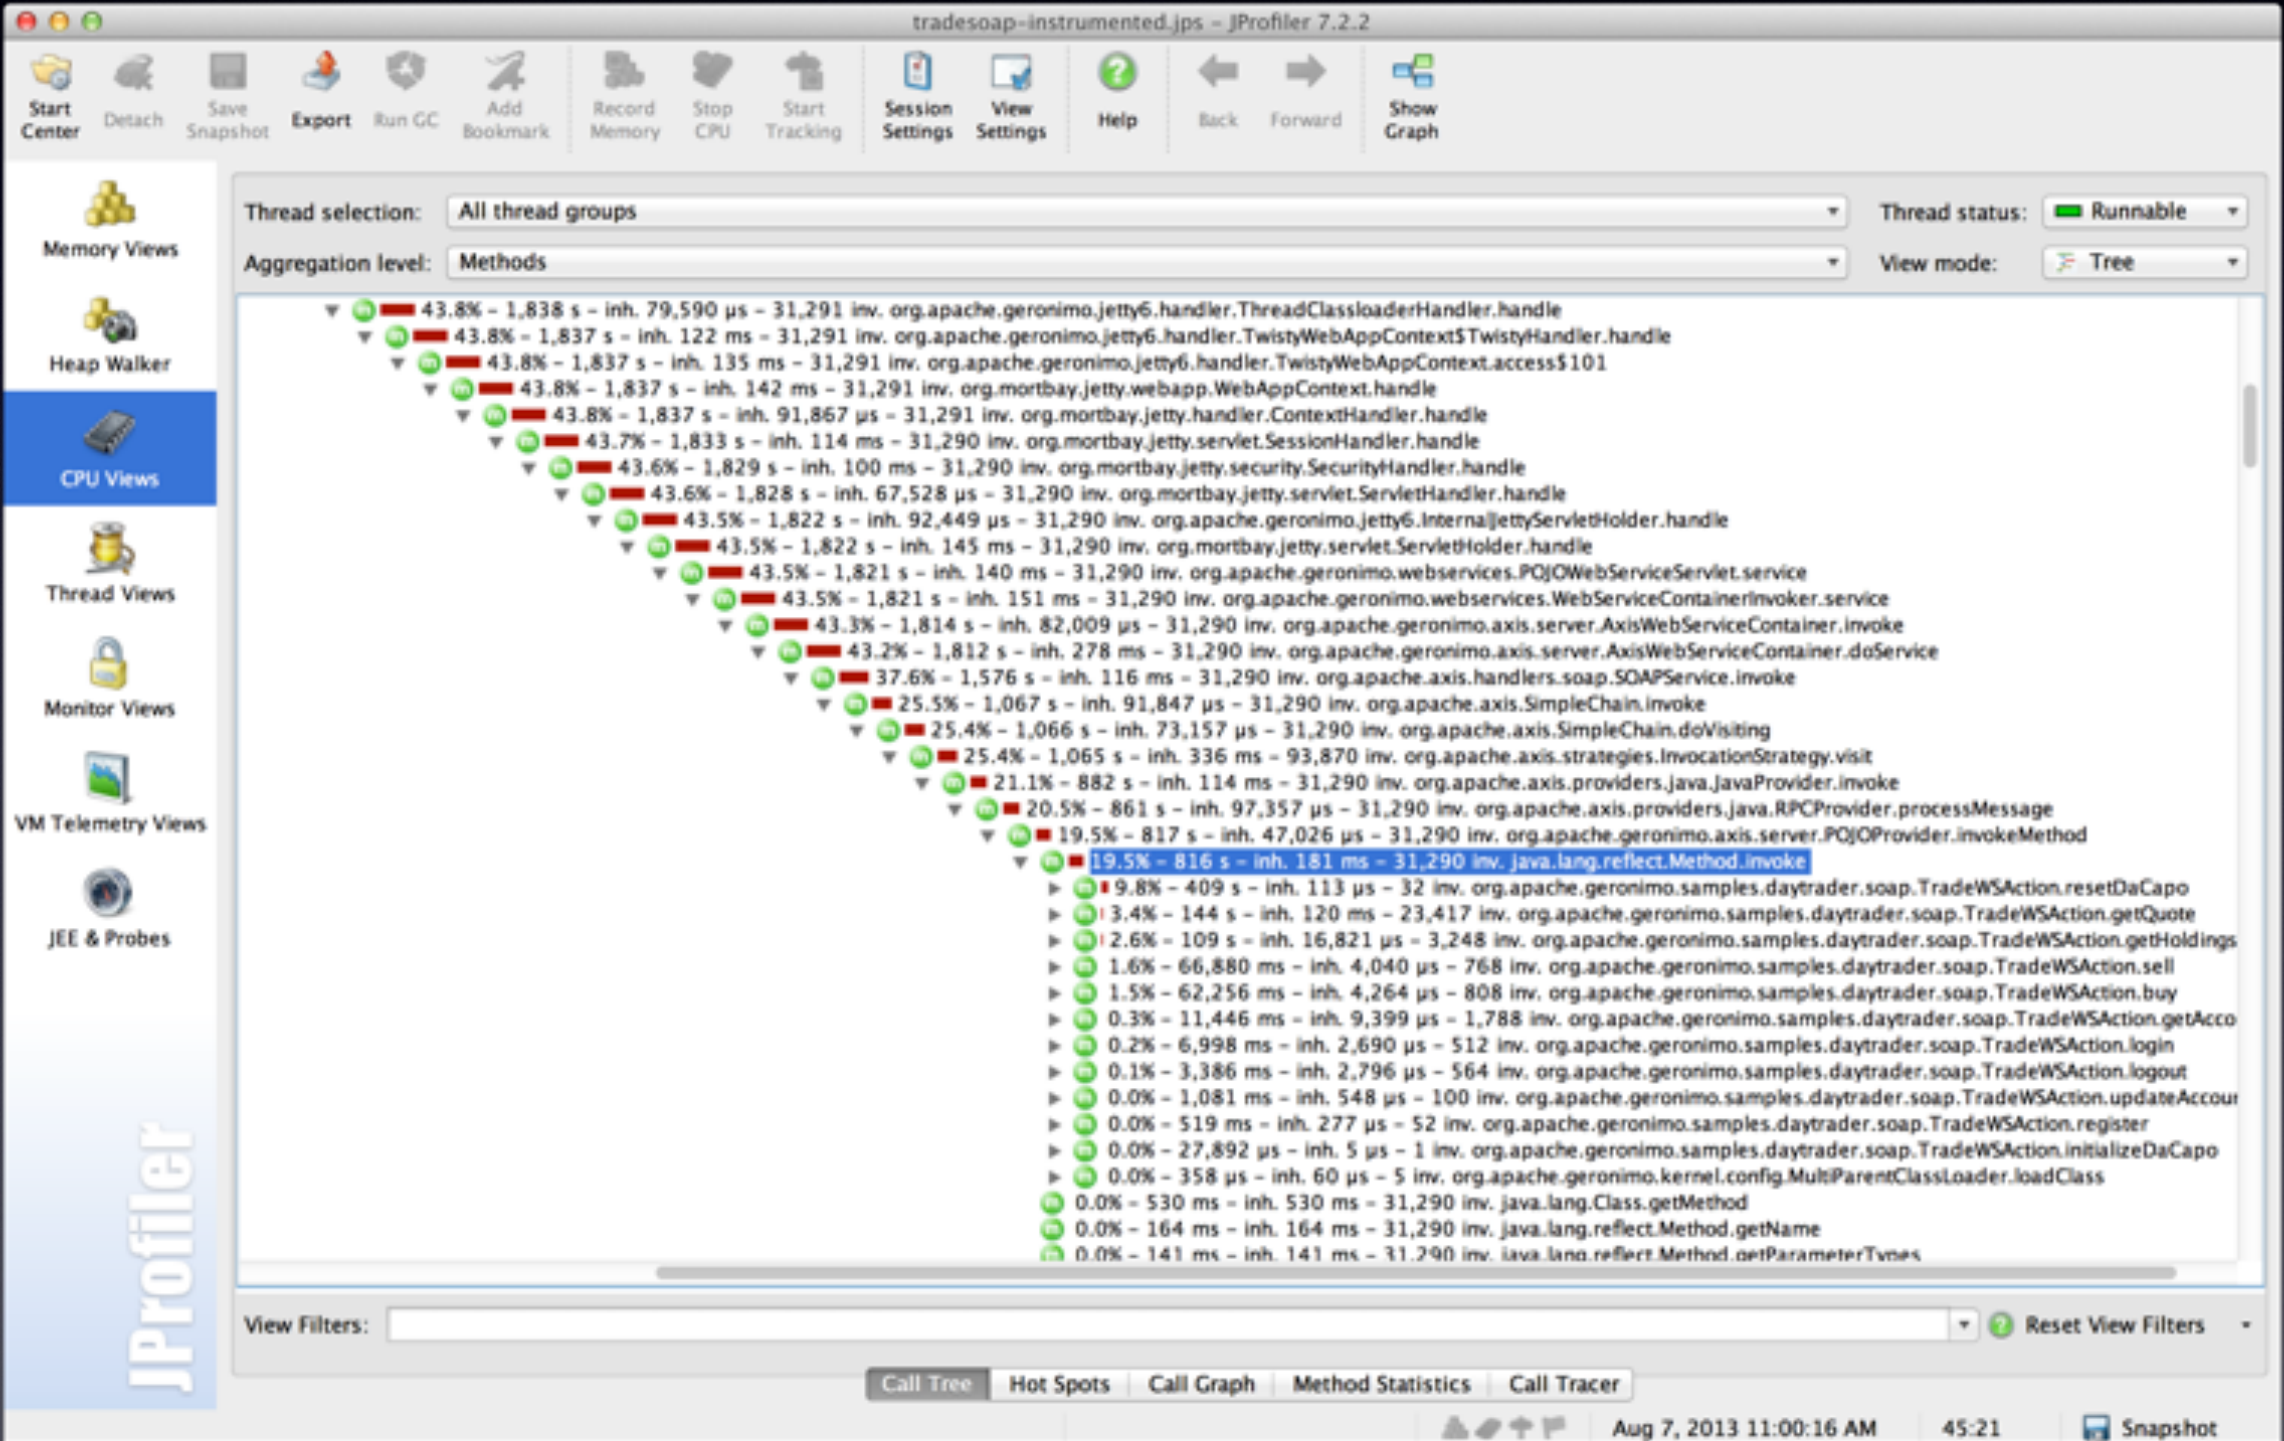 tradesoap-instrumented.jps – JProfiler 7.2.2
Start Center
Detach
Save Snapshot
Export
Run GC
Add Bookmark
Record Memory
Stop CPU
Start Tracking
Session Settings
View Settings
Help
Back
Forward
Show Graph
Memory Views
Heap Walker
CPU Views
Thread Views
Monitor Views
VM Telemetry Views
JEE & Probes
JProfiler
Thread selection: All thread groups
Thread status: Runnable
Aggregation level: Methods
View mode: Tree
43.8% – 1,838 s – inh. 79,590 µs – 31,291 inv. org.apache.geronimo.jetty6.handler.ThreadClassloaderHandler.handle
43.8% – 1,837 s – inh. 122 ms – 31,291 inv. org.apache.geronimo.jetty6.handler.TwistyWebAppContext$TwistyHandler.handle
43.8% – 1,837 s – inh. 135 ms – 31,291 inv. org.apache.geronimo.jetty6.handler.TwistyWebAppContext.access$101
43.8% – 1,837 s – inh. 142 ms – 31,291 inv. org.mortbay.jetty.webapp.WebAppContext.handle
43.8% – 1,837 s – inh. 91,867 µs – 31,291 inv. org.mortbay.jetty.handler.ContextHandler.handle
43.7% – 1,833 s – inh. 114 ms – 31,290 inv. org.mortbay.jetty.servlet.SessionHandler.handle
43.6% – 1,829 s – inh. 100 ms – 31,290 inv. org.mortbay.jetty.security.SecurityHandler.handle
43.6% – 1,828 s – inh. 67,528 µs – 31,290 inv. org.mortbay.jetty.servlet.ServletHandler.handle
43.5% – 1,822 s – inh. 92,449 µs – 31,290 inv. org.apache.geronimo.jetty6.InternalJettyServletHolder.handle
43.5% – 1,822 s – inh. 145 ms – 31,290 inv. org.mortbay.jetty.servlet.ServletHolder.handle
43.5% – 1,821 s – inh. 140 ms – 31,290 inv. org.apache.geronimo.webservices.POJOWebServiceServlet.service
43.5% – 1,821 s – inh. 151 ms – 31,290 inv. org.apache.geronimo.webservices.WebServiceContainerInvoker.service
43.3% – 1,814 s – inh. 82,009 µs – 31,290 inv. org.apache.geronimo.axis.server.AxisWebServiceContainer.invoke
43.2% – 1,812 s – inh. 278 ms – 31,290 inv. org.apache.geronimo.axis.server.AxisWebServiceContainer.doService
37.6% – 1,576 s – inh. 116 ms – 31,290 inv. org.apache.axis.handlers.soap.SOAPService.invoke
25.5% – 1,067 s – inh. 91,847 µs – 31,290 inv. org.apache.axis.SimpleChain.invoke
25.4% – 1,066 s – inh. 73,157 µs – 31,290 inv. org.apache.axis.SimpleChain.doVisiting
25.4% – 1,065 s – inh. 336 ms – 93,870 inv. org.apache.axis.strategies.InvocationStrategy.visit
21.1% – 882 s – inh. 114 ms – 31,290 inv. org.apache.axis.providers.java.JavaProvider.invoke
20.5% – 861 s – inh. 97,357 µs – 31,290 inv. org.apache.axis.providers.java.RPCProvider.processMessage
19.5% – 817 s – inh. 47,026 µs – 31,290 inv. org.apache.geronimo.axis.server.POJOProvider.invokeMethod
19.5% – 816 s – inh. 181 ms – 31,290 inv. java.lang.reflect.Method.invoke
9.8% – 409 s – inh. 113 µs – 32 inv. org.apache.geronimo.samples.daytrader.soap.TradeWSAction.resetDaCapo
3.4% – 144 s – inh. 120 ms – 23,417 inv. org.apache.geronimo.samples.daytrader.soap.TradeWSAction.getQuote
2.6% – 109 s – inh. 16,821 µs – 3,248 inv. org.apache.geronimo.samples.daytrader.soap.TradeWSAction.getHoldings
1.6% – 66,880 ms – inh. 4,040 µs – 768 inv. org.apache.geronimo.samples.daytrader.soap.TradeWSAction.sell
1.5% – 62,256 ms – inh. 4,264 µs – 808 inv. org.apache.geronimo.samples.daytrader.soap.TradeWSAction.buy
0.3% – 11,446 ms – inh. 9,399 µs – 1,788 inv. org.apache.geronimo.samples.daytrader.soap.TradeWSAction.getAcco
0.2% – 6,998 ms – inh. 2,690 µs – 512 inv. org.apache.geronimo.samples.daytrader.soap.TradeWSAction.login
0.1% – 3,386 ms – inh. 2,796 µs – 564 inv. org.apache.geronimo.samples.daytrader.soap.TradeWSAction.logout
0.0% – 1,081 ms – inh. 548 µs – 100 inv. org.apache.geronimo.samples.daytrader.soap.TradeWSAction.updateAccour
0.0% – 519 ms – inh. 277 µs – 52 inv. org.apache.geronimo.samples.daytrader.soap.TradeWSAction.register
0.0% – 27,892 µs – inh. 5 µs – 1 inv. org.apache.geronimo.samples.daytrader.soap.TradeWSAction.initializeDaCapo
0.0% – 358 µs – inh. 60 µs – 5 inv. org.apache.geronimo.kernel.config.MultiParentClassLoader.loadClass
0.0% – 530 ms – inh. 530 ms – 31,290 inv. java.lang.Class.getMethod
0.0% – 164 ms – inh. 164 ms – 31,290 inv. java.lang.reflect.Method.getName
0.0% – 141 ms – inh. 141 ms – 31,290 inv. java.lang.reflect.Method.getParameterTypes
View Filters:
Reset View Filters
Call Tree
Hot Spots
Call Graph
Method Statistics
Call Tracer
Aug 7, 2013 11:00:16 AM
45:21
Snapshot